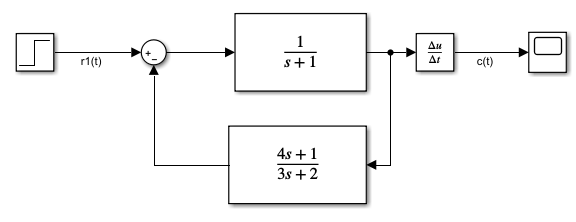 r1(t)
+
−
1
s + 1
Δu
Δt
c(t)
4s + 1
3s + 2